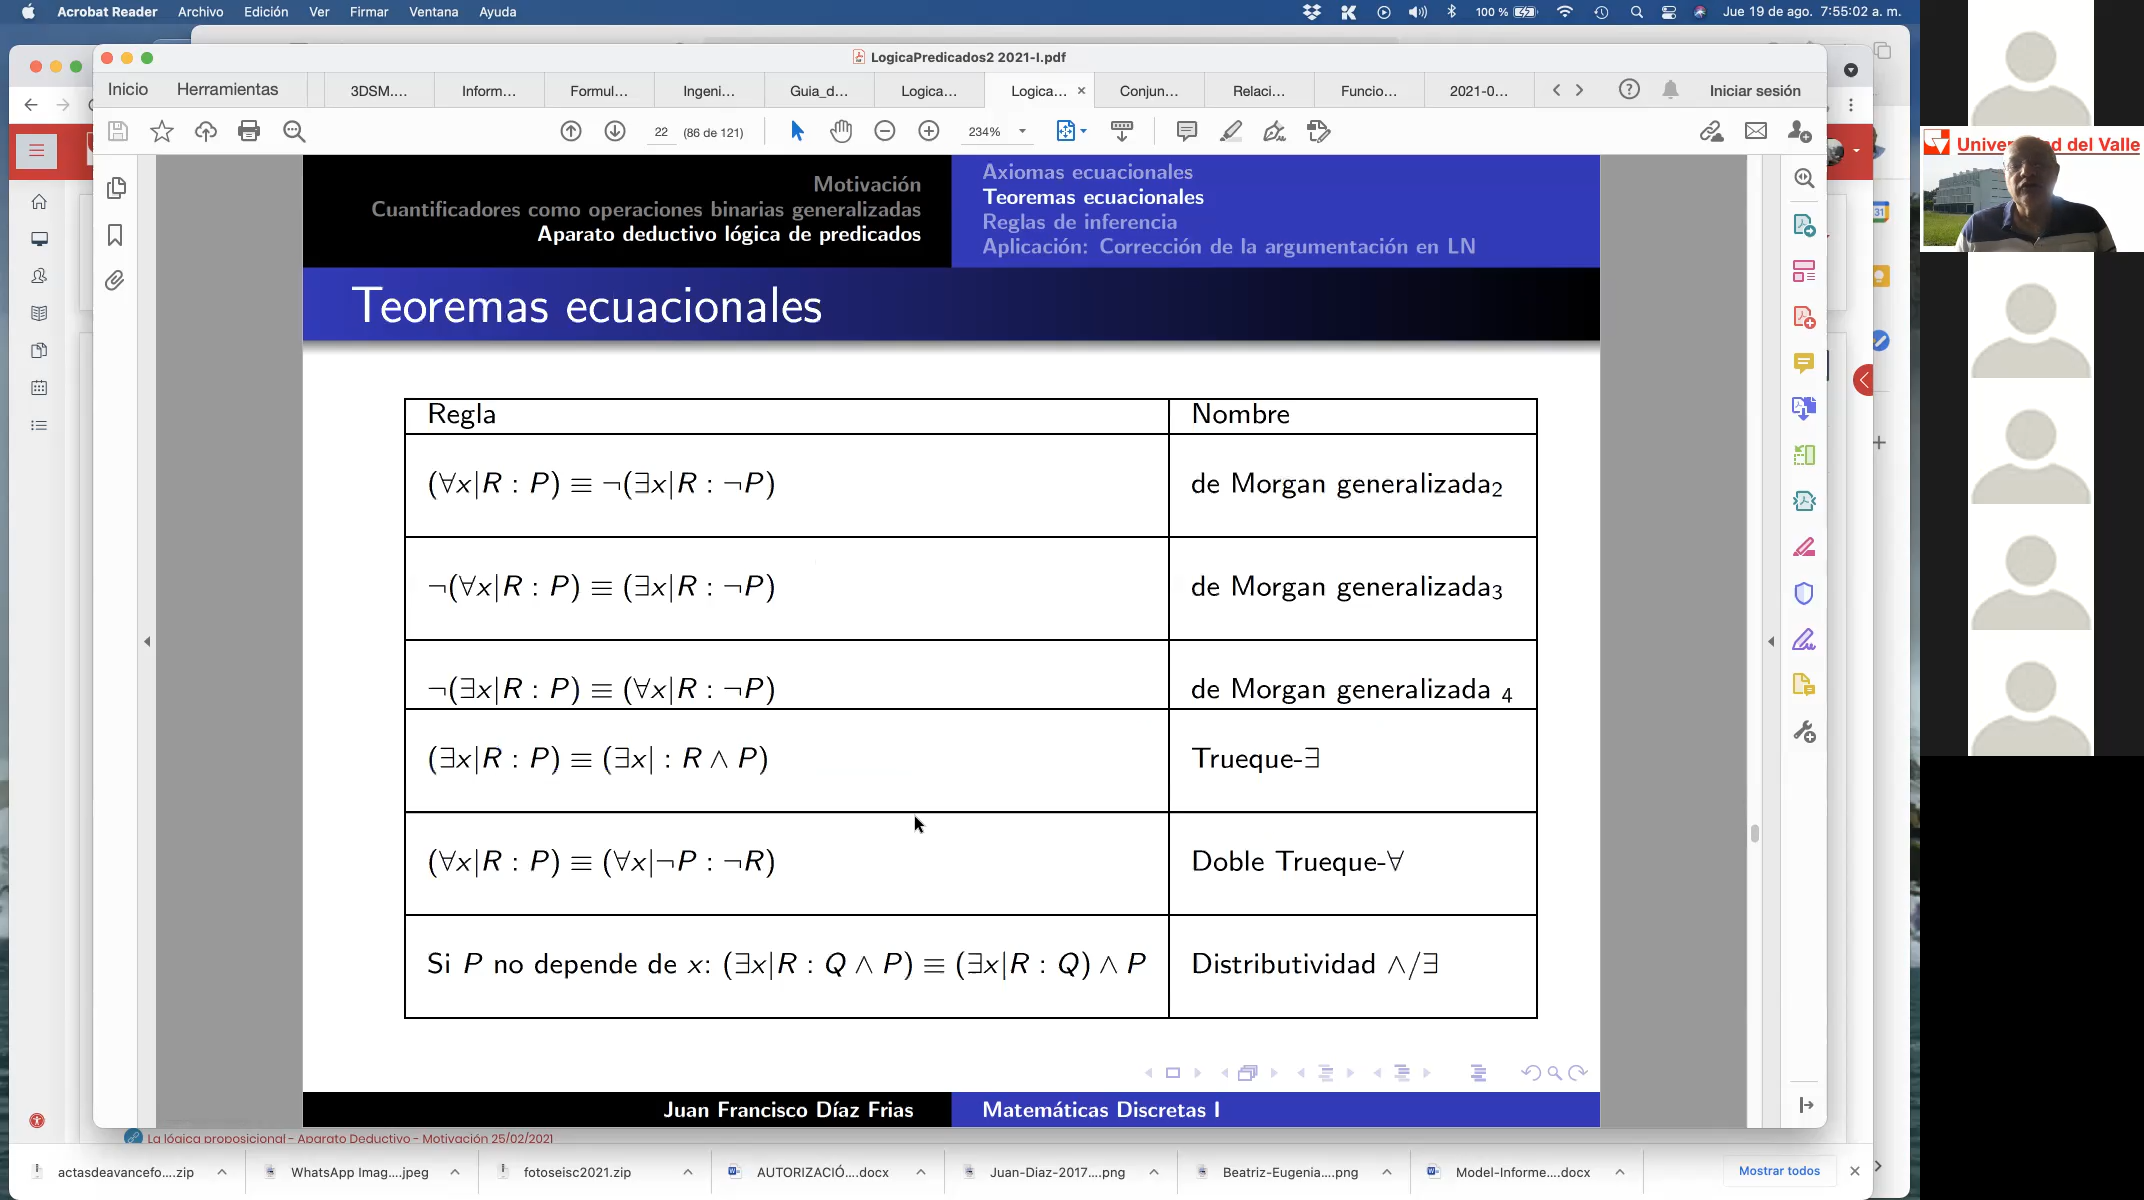 Acrobat Reader Archivo Edición Ver Firmar Ventana Ayuda
100 % Jue 19 de ago. 7:55:02 a. m.
LogicaPredicados2 2021-I.pdf
Inicio Herramientas 3DSM.... Inform... Formul... Ingeni... Guia_d... Logica... Logica... Conjun... Relaci... Funcio... 2021-0... Iniciar sesión
22 (86 de 121) 234%
Motivación
Cuantificadores como operaciones binarias generalizadas
Aparato deductivo lógica de predicados
Axiomas ecuacionales
Teoremas ecuacionales
Reglas de inferencia
Aplicación: Corrección de la argumentación en LN
Teoremas ecuacionales
Regla Nombre
(∀x|R : P) ≡ ¬(∃x|R : ¬P) de Morgan generalizada₂
¬(∀x|R : P) ≡ (∃x|R : ¬P) de Morgan generalizada₃
¬(∃x|R : P) ≡ (∀x|R : ¬P) de Morgan generalizada ₄
(∃x|R : P) ≡ (∃x| : R ∧ P) Trueque-∃
(∀x|R : P) ≡ (∀x|¬P : ¬R) Doble Trueque-∀
Si P no depende de x: (∃x|R : Q ∧ P) ≡ (∃x|R : Q) ∧ P Distributividad ∧/∃
Juan Francisco Díaz Frias Matemáticas Discretas I
La lógica proposicional - Aparato Deductivo - Motivación 25/02/2021
actasdeavancefo....zip WhatsApp Imag....jpeg fotoseisc2021.zip AUTORIZACIÓ....docx Juan-Diaz-2017....png Beatriz-Eugenia....png Model-Informe....docx Mostrar todos
31
del Valle